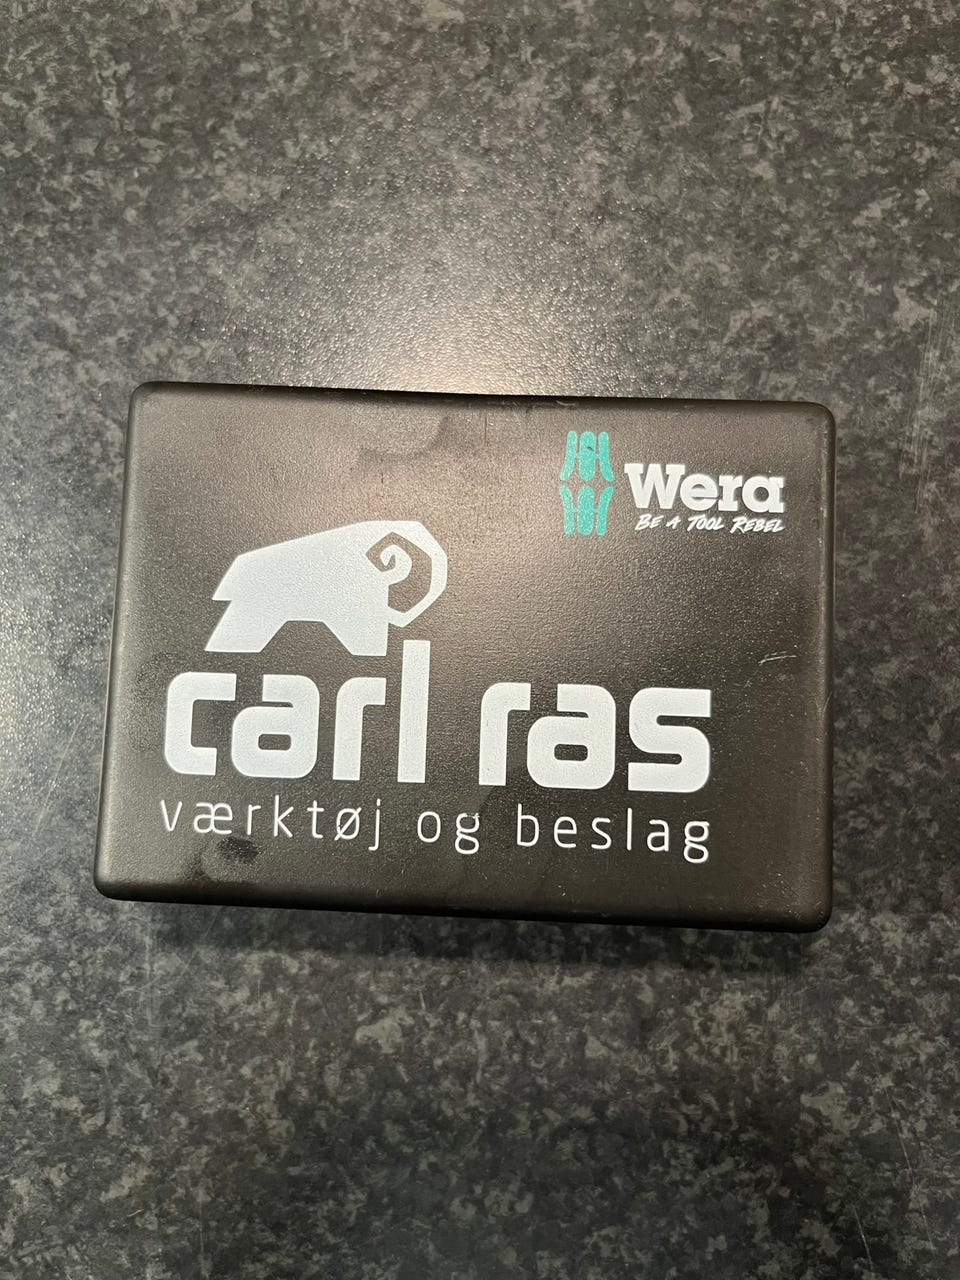 Wera
BE A TOOL REBEL
carl ras
værktøj og beslag